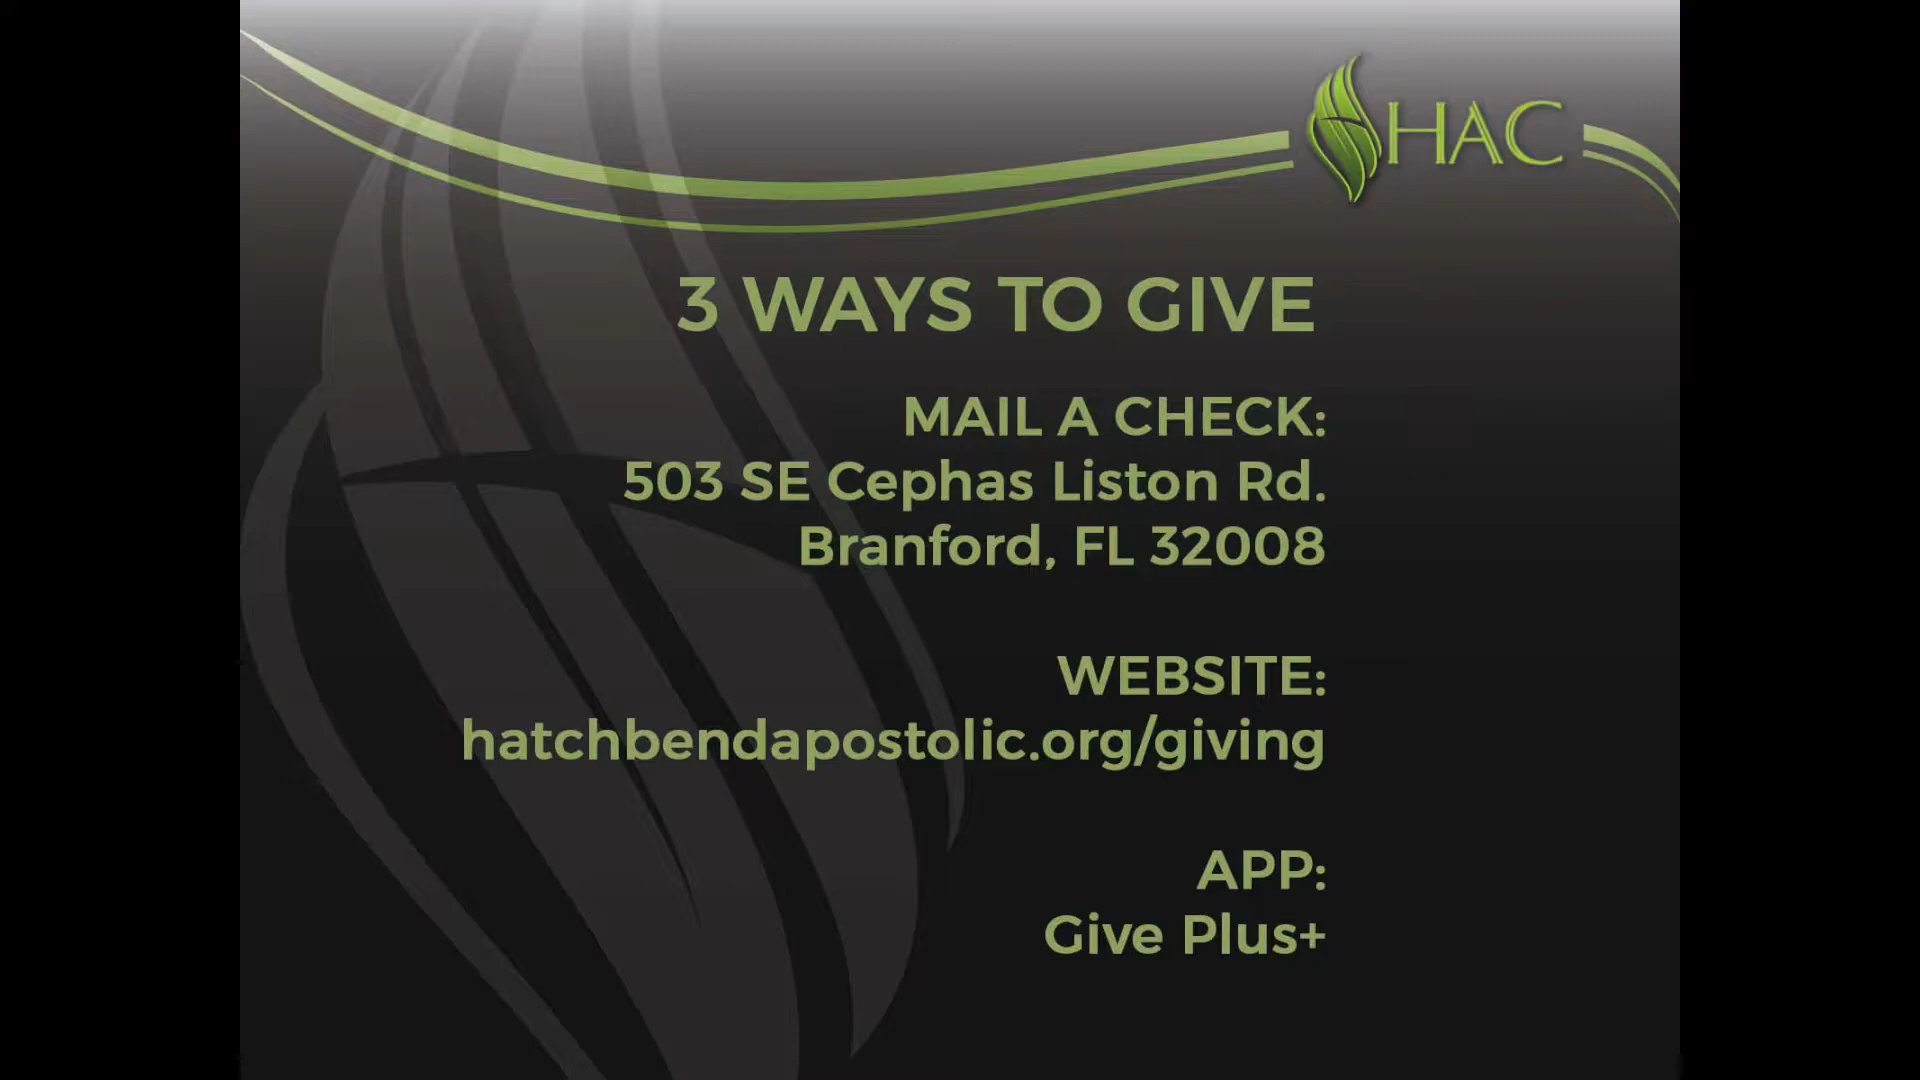 HAC
3 WAYS TO GIVE
MAIL A CHECK:
503 SE Cephas Liston Rd.
Branford, FL 32008
WEBSITE:
hatchbendapostolic.org/giving
APP:
Give Plus+